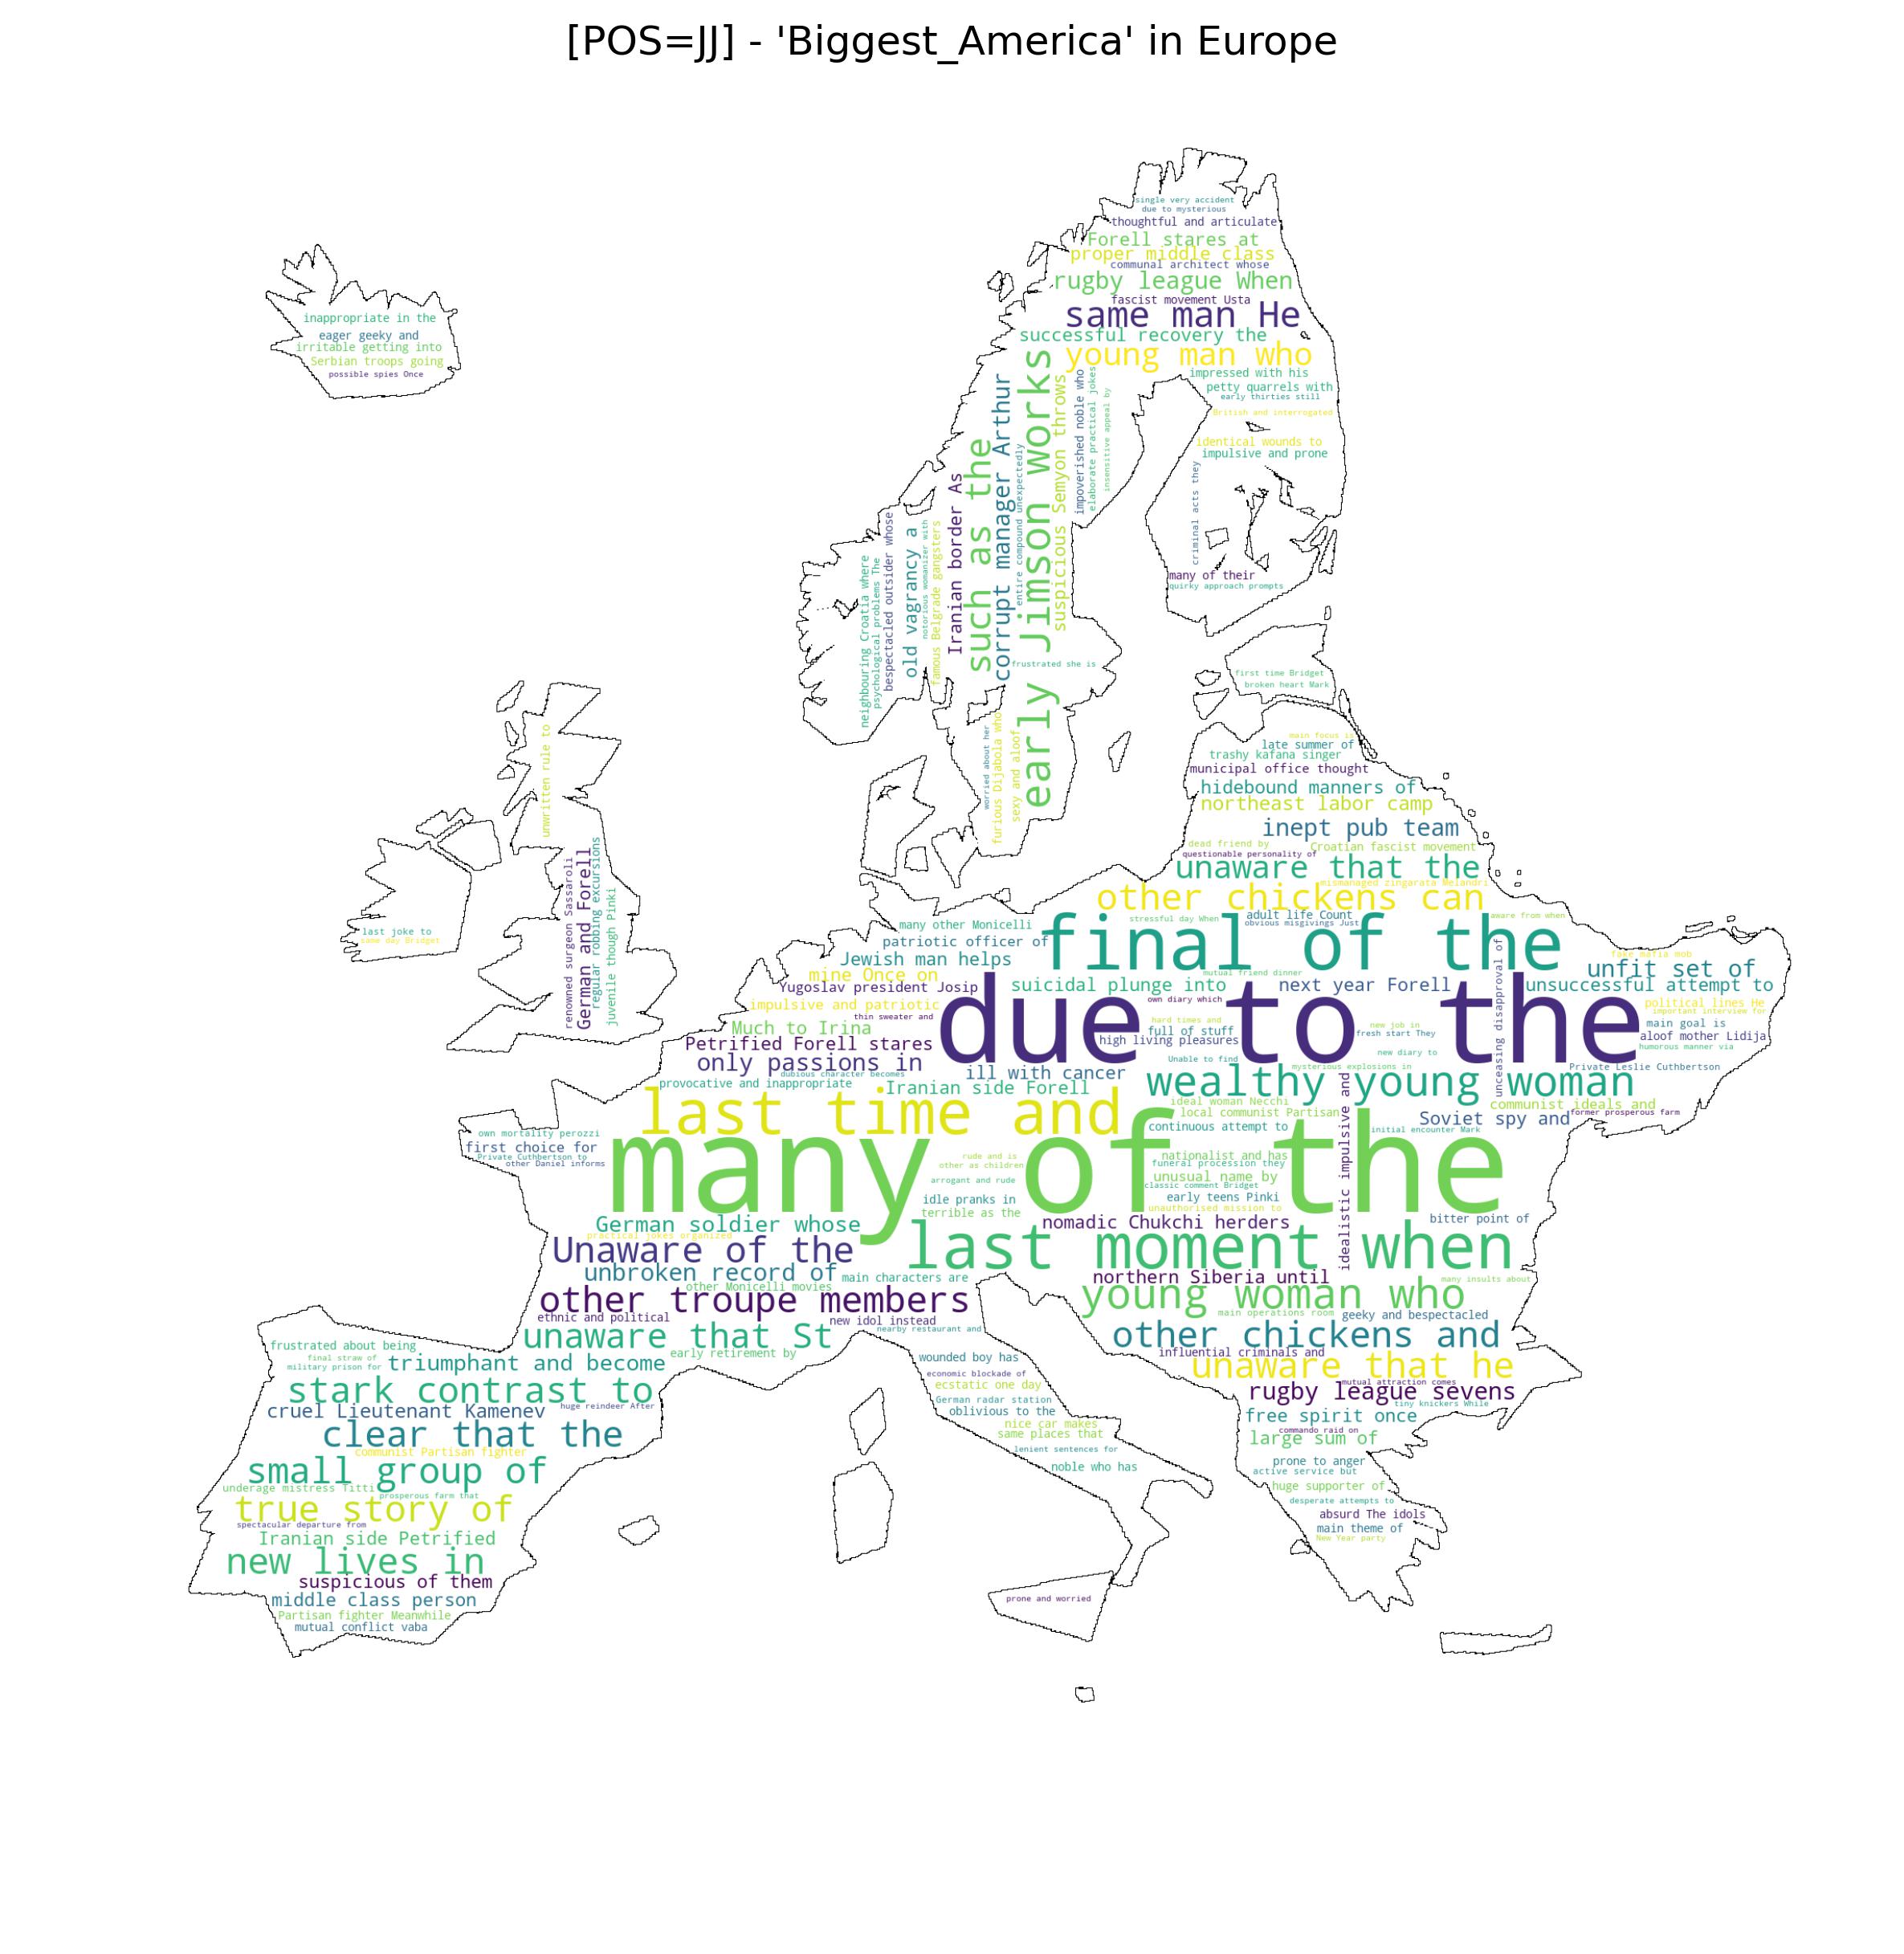 [POS=JJ] - 'Biggest_America' in Europe
single very accident
due to mysterious
thoughtful and articulate
Forell stares at
proper middle class
communal architect whose
rugby league When
fascist movement Usta
same man He
successful recovery the
young man who
impressed with his
petty quarrels with
early thirties still
British and interrogated
identical wounds to
impulsive and prone
criminal acts they
many of their
quirky approach prompts
inappropriate in the
eager geeky and
irritable getting into
Serbian troops going
possible spies Once
neighbouring Croatia where
psychological problems The
bespectacled outsider whose
old vagrancy a
notorious womanizer with
famous Belgrade gangsters
Iranian border As
such as the
corrupt manager Arthur
entire compound unexpectedly
early Jimson works
suspicious Semyon throws
impoverished noble who
elaborate practical jokes
insensitive appeal by
frustrated she is
worried about her
furious Dijabola who
sexy and aloof
first time Bridget
broken heart Mark
unwritten rule to
renowned surgeon Sassaroli
German and Forell
regular robbing excursions
juvenile though Pinki
last joke to
same day Bridget
main focus is
late summer of
trashy kafana singer
municipal office thought
hidebound manners of
northeast labor camp
inept pub team
dead friend by
Croatian fascist movement
questionable personality of
unaware that the
mismanaged zingarata Melandri
other chickens can
many other Monicelli
stressful day When
adult life Count
obvious misgivings Just
aware from when
patriotic officer of
final of the
uncensing disapproval of
fake mafia mob
Jewish man helps
unfit set of
mine Once on
mutual friend dinner
Yugoslav president Josip
suicidal plunge into
next year Forell
unsuccessful attempt to
impulsive and patriotic
own diary which
due to the
political lines He
important interview for
thin sweater and
hard times and
Much to Irina
full of stuff
new job in
fresh start They
main goal is
Petrified Forell stares
high living pleasures
aloof mother Lidija
humorous manner via
only passions in
Unable to find
new diary to
dubious character becomes
ill with cancer
mysterious explosions in
Private Leslie Cuthbertson
provocative and inappropriate
Iranian side Forell
wealthy young woman
last time and
ideal woman Necchi
communist ideals and
local communist Partisan
former prosperous farm
Soviet spy and
continuous attempt to
initial encounter Mark
own mortality perozzi
first choice for
Private Cuthbertson to
other Daniel informs
many of the
rude and is
other as children
nationalist and has
funeral procession they
unusual name by
arrogant and rude
classic comment Bridget
idle pranks in
early teens Pinki
terrible as the
unauthorised mission to
idealistic impulsive and
German soldier whose
nomadic Chukchi herders
bitter point of
practical jokes organized
Unaware of the
last moment when
unbroken record of
main characters are
northern Siberia until
many insults about
other Monicelli movies
other troupe members
young woman who
ethnic and political
new idol instead
main operations room
geeky and bespectacled
nearby restaurant and
unaware that St
other chickens and
early retirement by
influential criminals and
unaware that he
mutual attraction comes
rugby league sevens
tiny knickers While
free spirit once
commando raid on
large sum of
prone to anger
active service but
huge supporter of
desperate attempts to
absurd The idols
main theme of
New Year party
wounded boy has
economic blockade of
ecstatic one day
German radar station
oblivious to the
nice car makes
same places that
lenient sentences for
noble who has
prone and worried
frustrated about being
final straw of
military prison for
triumphant and become
stark contrast to
huge reindeer After
cruel Lieutenant Kamenev
clear that the
communist Partisan fighter
small group of
underage mistress Titti
prosperous farm that
true story of
spectacular departure from
Iranian side Petrified
new lives in
suspicious of them
middle class person
Partisan fighter Meanwhile
mutual conflict vaba